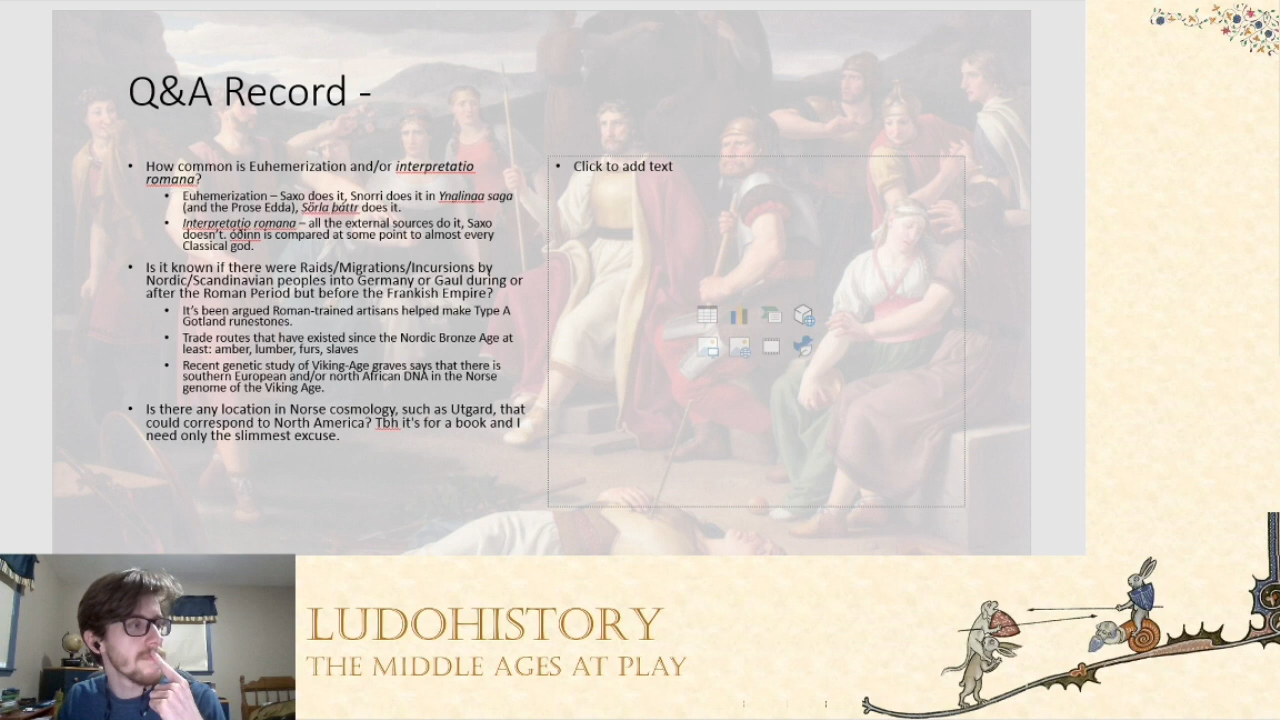 Q&A Record -
• How common is Euhemerization and/or interpretatio
romana?
• Euhemerization – Saxo does it, Snorri does it in Ynglinga saga
(and the Prose Edda), Sörla þáttr does it.
• Interpretatio romana – all the external sources do it, Saxo
doesn't. óðinn is compared at some point to almost every
Classical god.
• Is it known if there were Raids/Migrations/Incursions by
Nordic/Scandinavian peoples into Germany or Gaul during or
after the Roman Period but before the Frankish Empire?
• It's been argued Roman-trained artisans helped make Type A
Gotland runestones.
• Trade routes that have existed since the Nordic Bronze Age at
least: amber, lumber, furs, slaves
• Recent genetic study of Viking-Age graves says that there is
southern European and/or north African DNA in the Norse
genome of the Viking Age.
• Is there any location in Norse cosmology, such as Utgard, that
could correspond to North America? Tbh it's for a book and I
need only the slimmest excuse.
• Click to add text
LUDOHISTORY
THE MIDDLE AGES AT PLAY